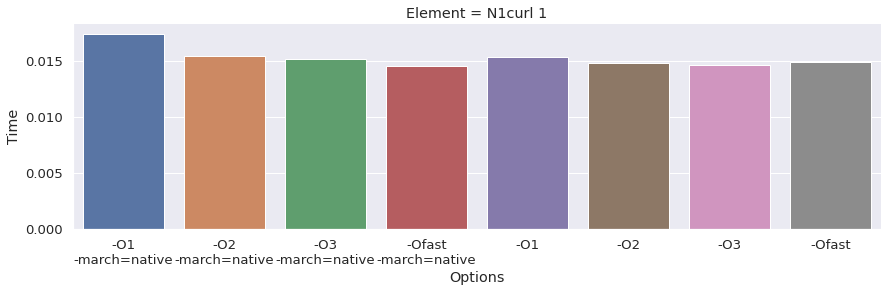 Element = N1curl 1
Time
0.015
0.010
0.005
0.000
-O1
-march=native
-O2
-march=native
-O3
-march=native
-Ofast
-march=native
-O1
-O2
-O3
-Ofast
Options